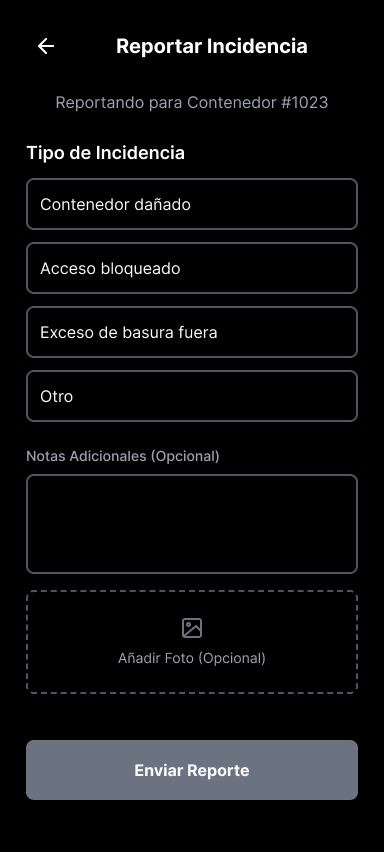 Reportar Incidencia
Reportando para Contenedor #1023
Tipo de Incidencia
Contenedor dañado
Acceso bloqueado
Exceso de basura fuera
Otro
Notas Adicionales (Opcional)
Añadir Foto (Opcional)
Enviar Reporte